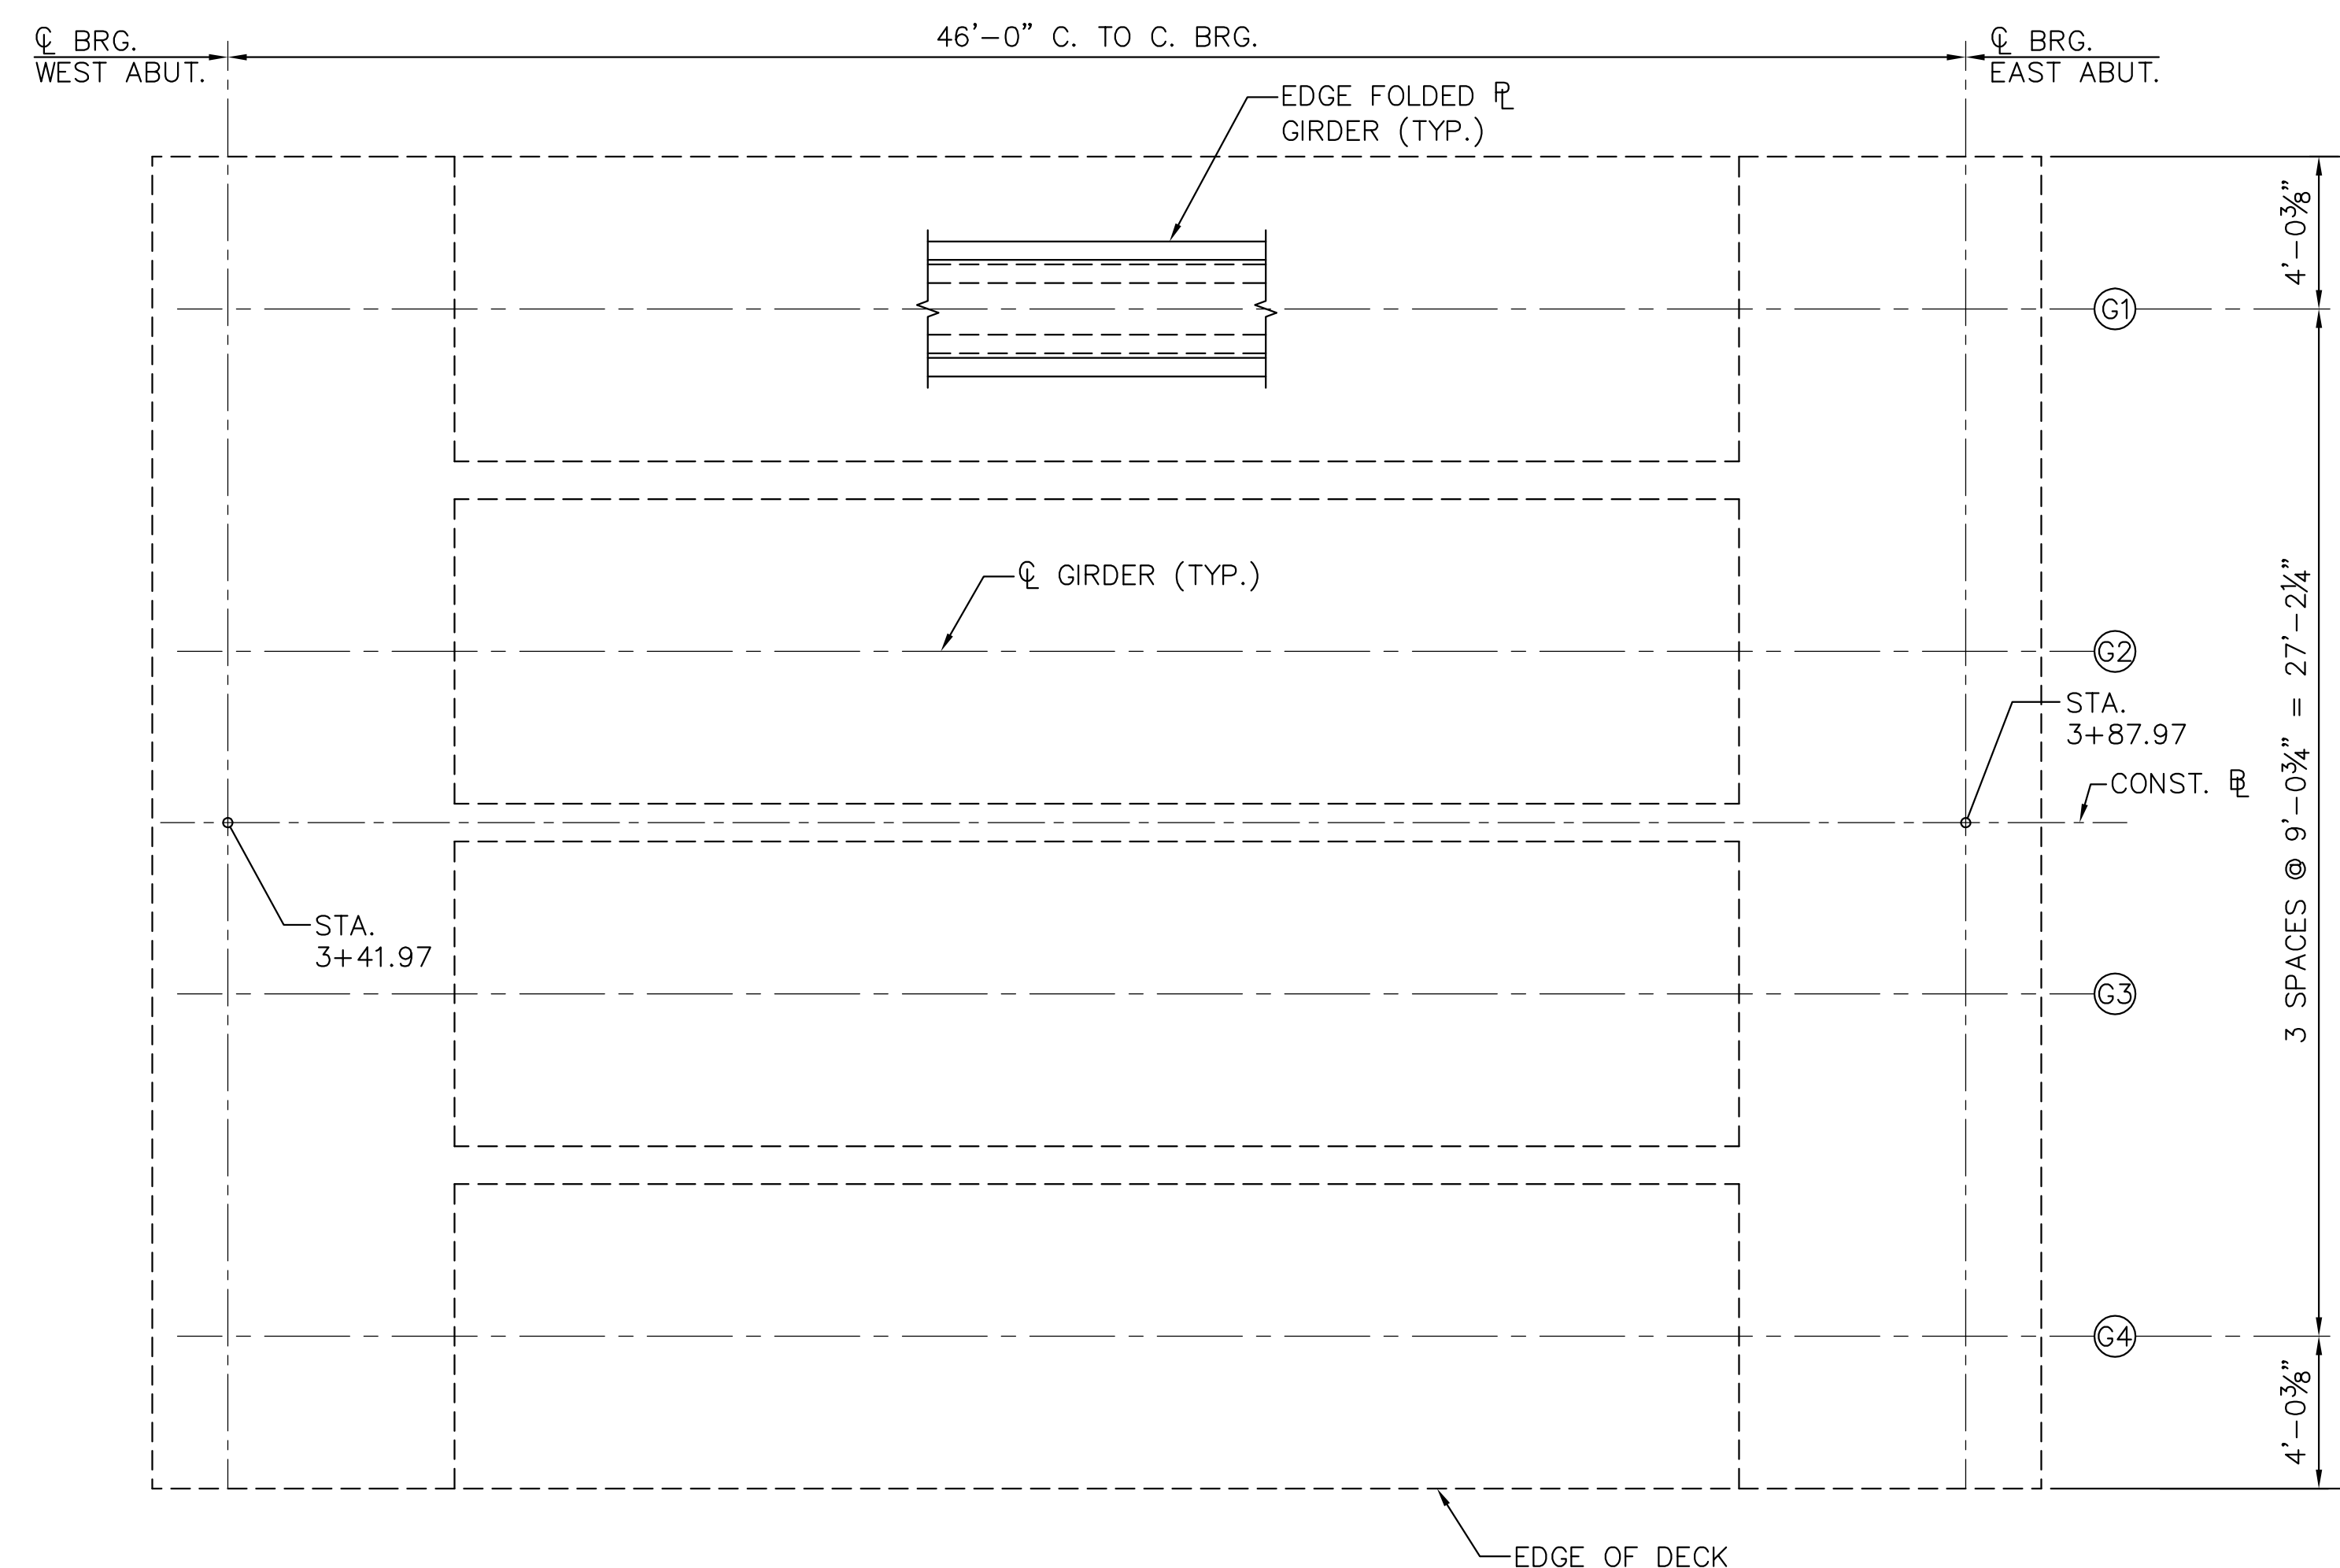 ℄ BRG.
WEST ABUT.
46'-0" C. TO C. BRG.
℄ BRG.
EAST ABUT.
EDGE FOLDED ⅊
GIRDER (TYP.)
4'-0⅜"
G1
℄ GIRDER (TYP.)
G2
STA.
3+87.97
CONST. BL
3 SPACES @ 9'-0¾" = 27'-2¼"
STA.
3+41.97
G3
G4
4'-0⅜"
EDGE OF DECK